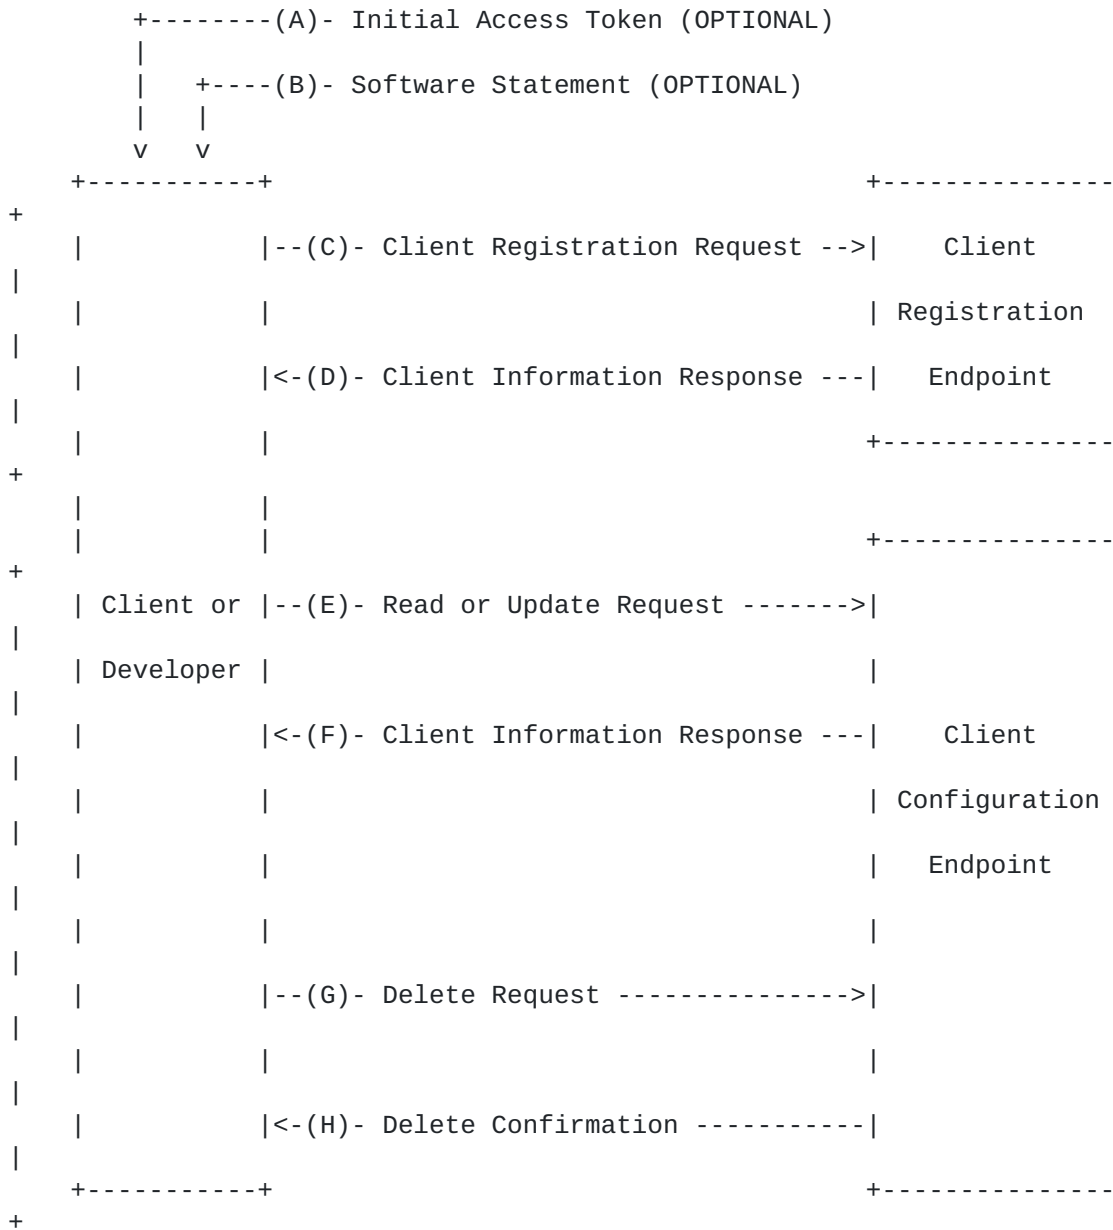 +--------(A)- Initial Access Token (OPTIONAL)
        |
        |   +----(B)- Software Statement (OPTIONAL)
        |   |
        v   v
    +-----------+                                      +---------------
+
    |           |--(C)- Client Registration Request -->|    Client
|
    |           |                                      | Registration
|
    |           |<-(D)- Client Information Response ---|   Endpoint
|
    |           |                                      +---------------
+
    |           |
    |           |                                      +---------------
+
    | Client or |--(E)- Read or Update Request ------->|
|
    | Developer |                                      |
|
    |           |<-(F)- Client Information Response ---|    Client
|
    |           |                                      | Configuration
|
    |           |                                      |   Endpoint
|
    |           |                                      |
|
    |           |--(G)- Delete Request --------------->|
|
    |           |                                      |
|
    |           |<-(H)- Delete Confirmation -----------|
|
    +-----------+                                      +---------------
+